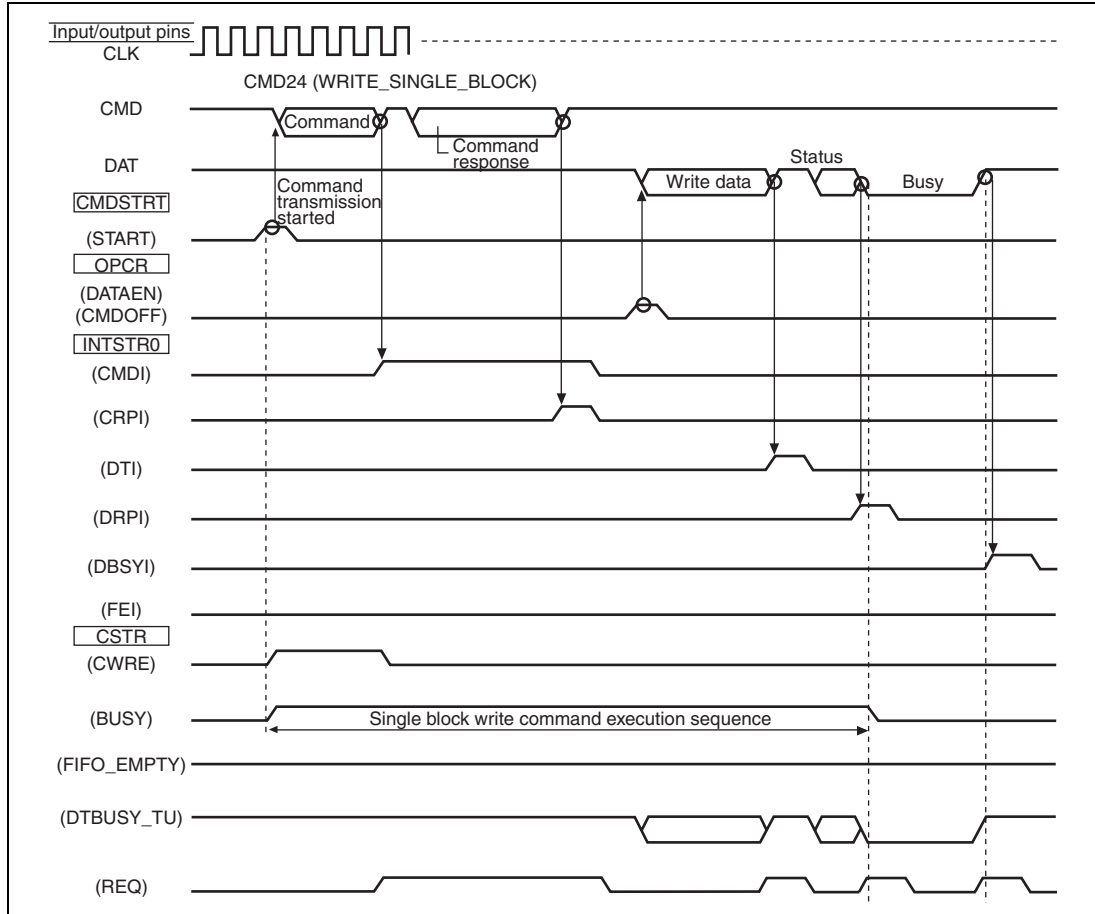 Input/output pins
CLK
CMD24 (WRITE_SINGLE_BLOCK)
CMD
Command
Command
response
DAT
Status
Write data
Busy
Command
transmission
started
CMDSTRT
(START)
OPCR
(DATAEN)
(CMDOFF)
INTSTR0
(CMDI)
(CRPI)
(DTI)
(DRPI)
(DBSYI)
(FEI)
CSTR
(CWRE)
(BUSY)
Single block write command execution sequence
(FIFO_EMPTY)
(DTBUSY_TU)
(REQ)